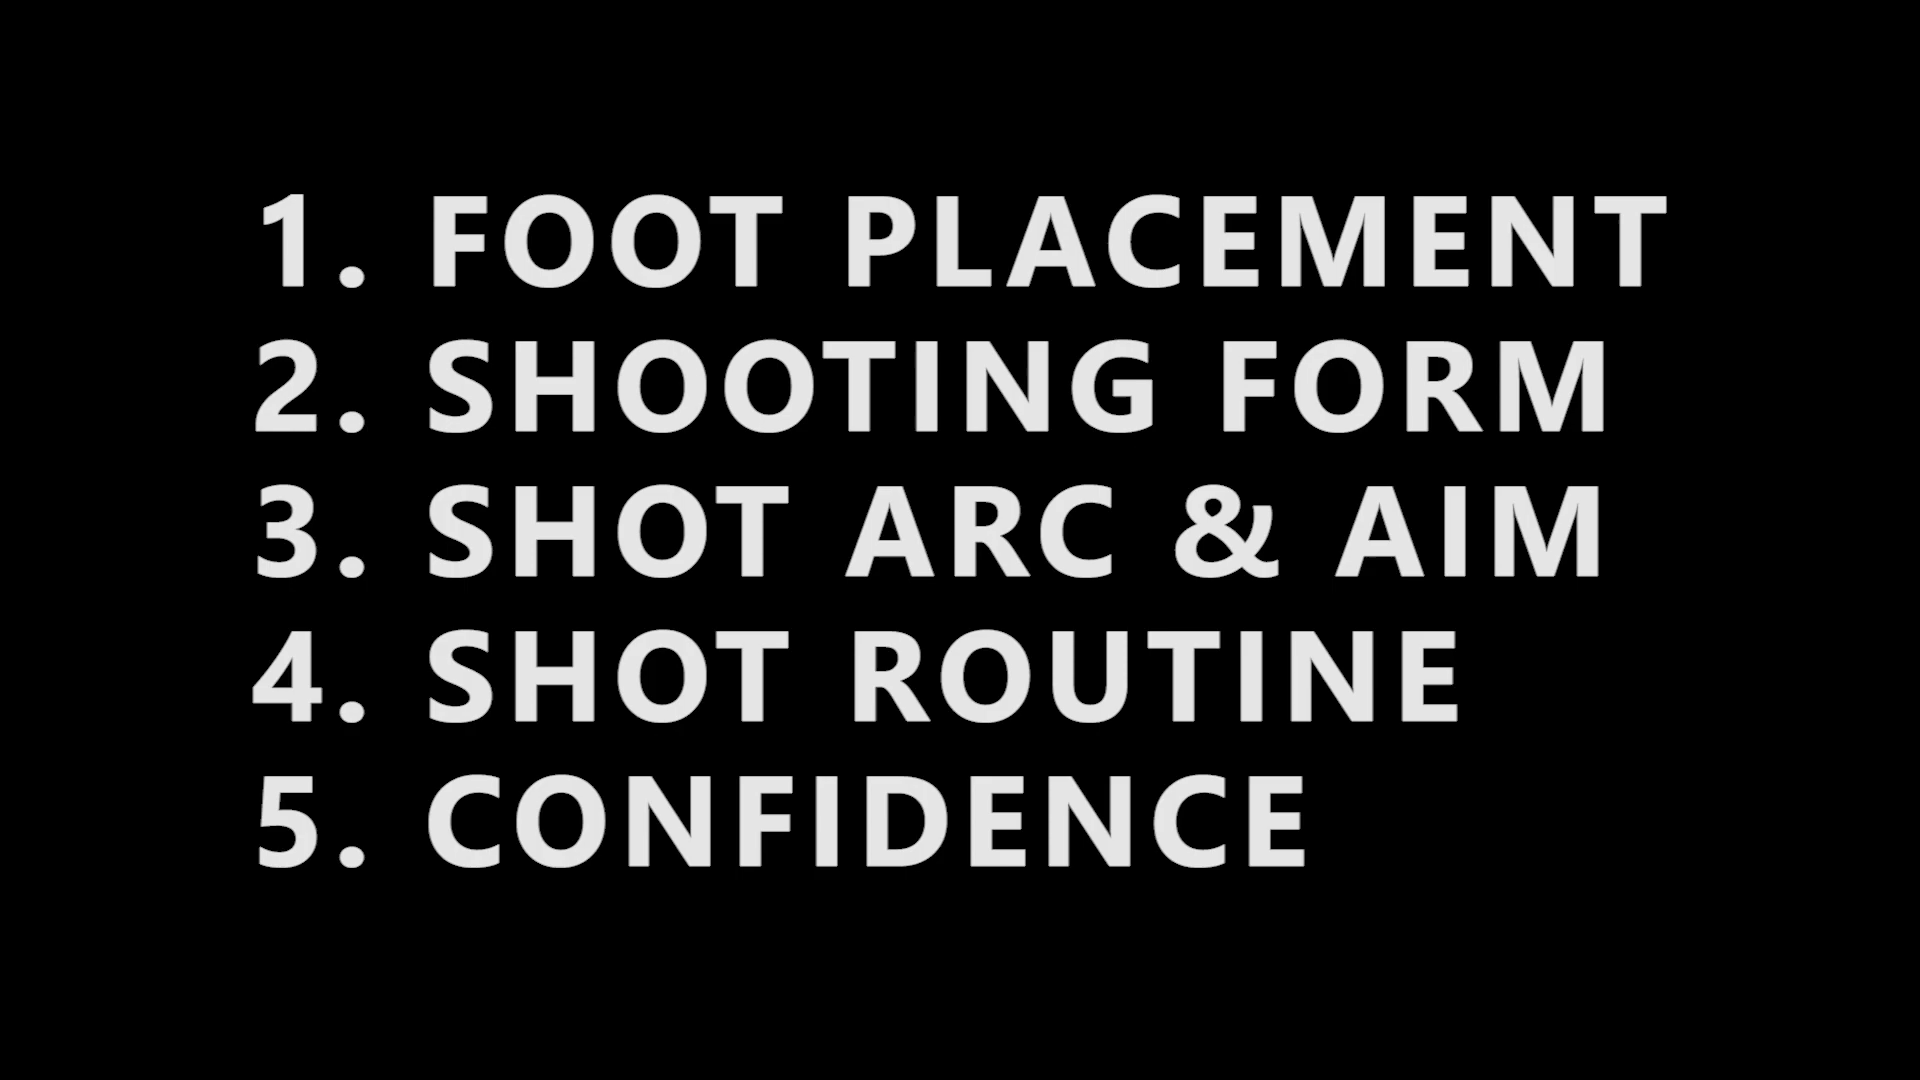 1. FOOT PLACEMENT
2. SHOOTING FORM
3. SHOT ARC & AIM
4. SHOT ROUTINE
5. CONFIDENCE